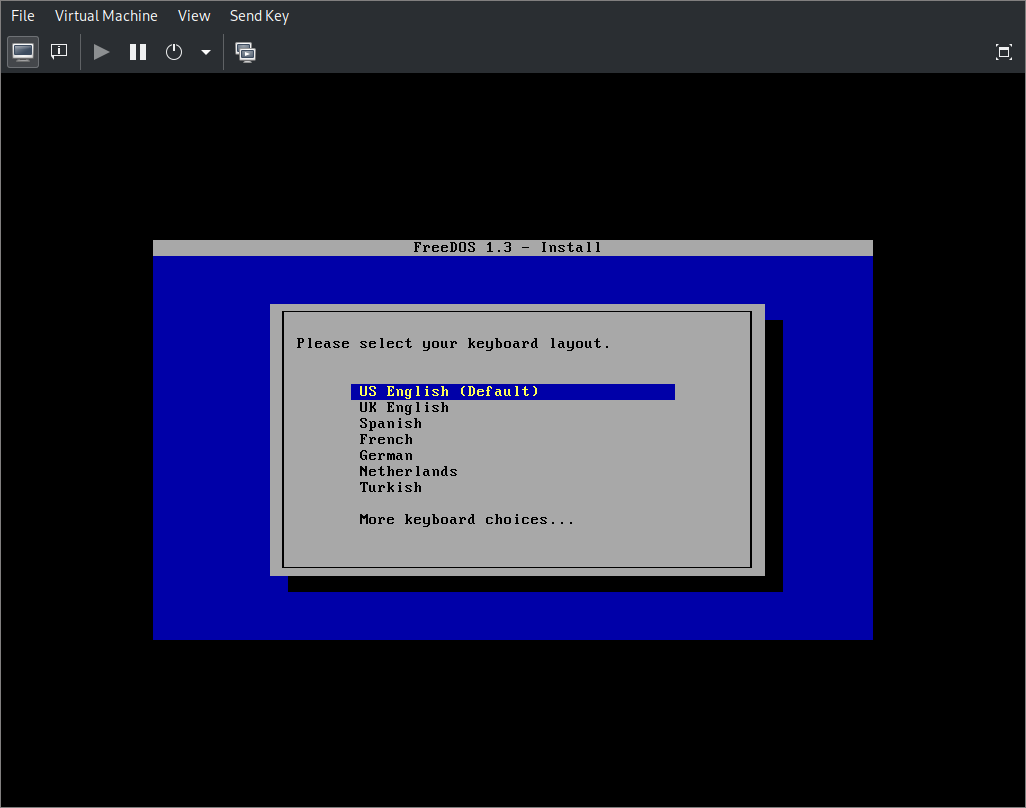 File Virtual Machine View Send Key
FreeDOS 1.3 - Install
Please select your keyboard layout.
US English (Default)
UK English
Spanish
French
German
Netherlands
Turkish
More keyboard choices...